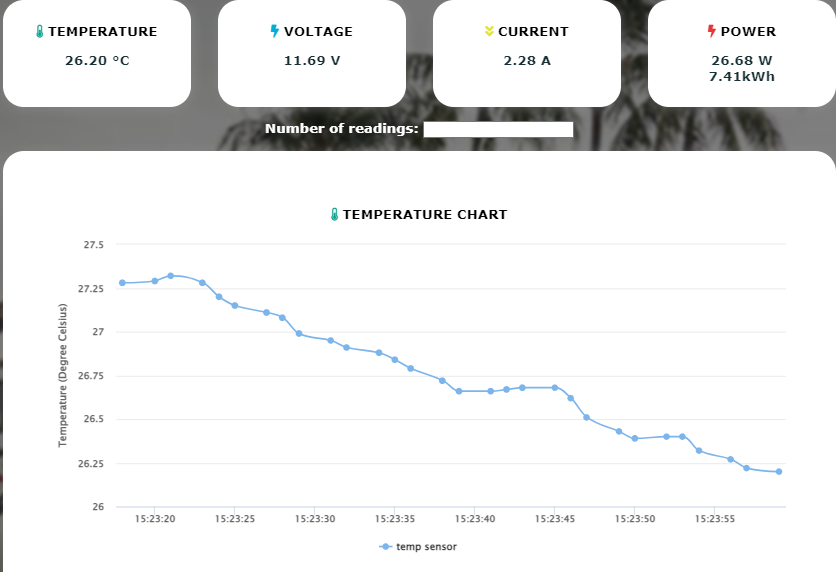 TEMPERATURE
26.20 °C
VOLTAGE
11.69 V
CURRENT
2.28 A
POWER
26.68 W
7.41kWh
Number of readings:
TEMPERATURE CHART
Temperature (Degree Celsius)
27.5
27.25
27
26.75
26.5
26.25
26
15:23:20 15:23:25 15:23:30 15:23:35 15:23:40 15:23:45 15:23:50 15:23:55
temp sensor